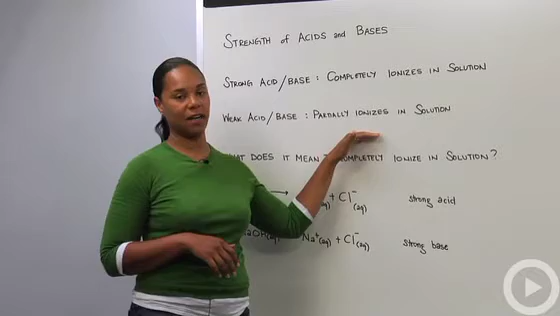 STRENGTH of ACIDS and BASES
STRONG ACID/BASE : COMPLETELY IONIZES IN SOLUTION
WEAK ACID/BASE : PARTIALLY IONIZES IN SOLUTION
DOES IT MEAN COMPLETELY IONIZE IN SOLUTION?
→ + Cl⁻(aq) strong acid
Na⁺(aq) + Cl⁻(aq) strong base